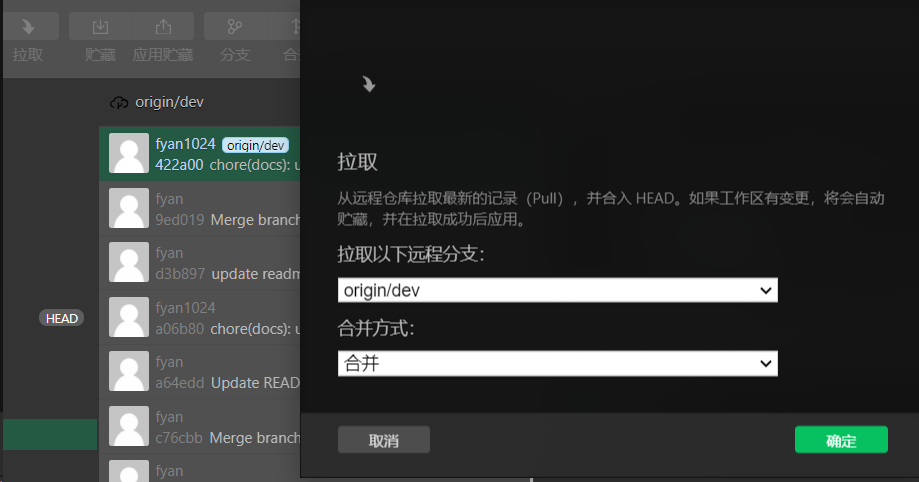 拉取
贮藏
应用贮藏
分支
origin/dev
fyan1024 origin/dev
422a00 chore(docs):
fyan
9ed019 Merge branch
fyan
d3b897 update
HEAD
fyan1024
a06b80 chore(docs):
fyan
a64edd Update
fyan
c76cbb Merge branch
fyan
拉取
从远程仓库拉取最新的记录（Pull），并合入 HEAD。如果工作区有变更，将会自动
贮藏，并在拉取成功后应用。
拉取以下远程分支：
origin/dev
合并方式：
合并
取消
确定